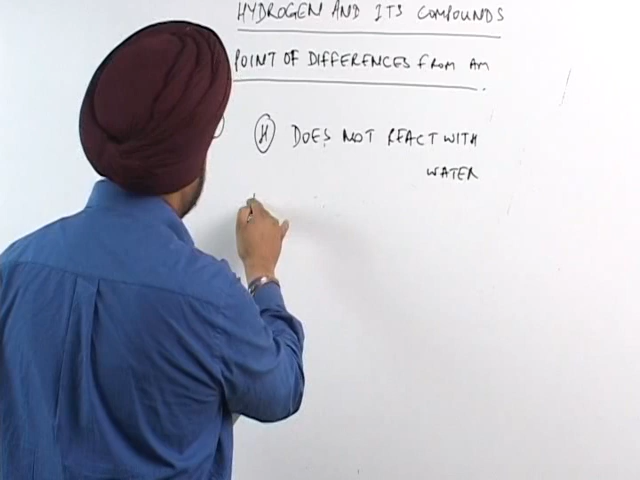 HYDROGEN AND ITS COMPOUNDS
POINT OF DIFFERENCES FROM AM
H DOES NOT REACT WITH
WATER